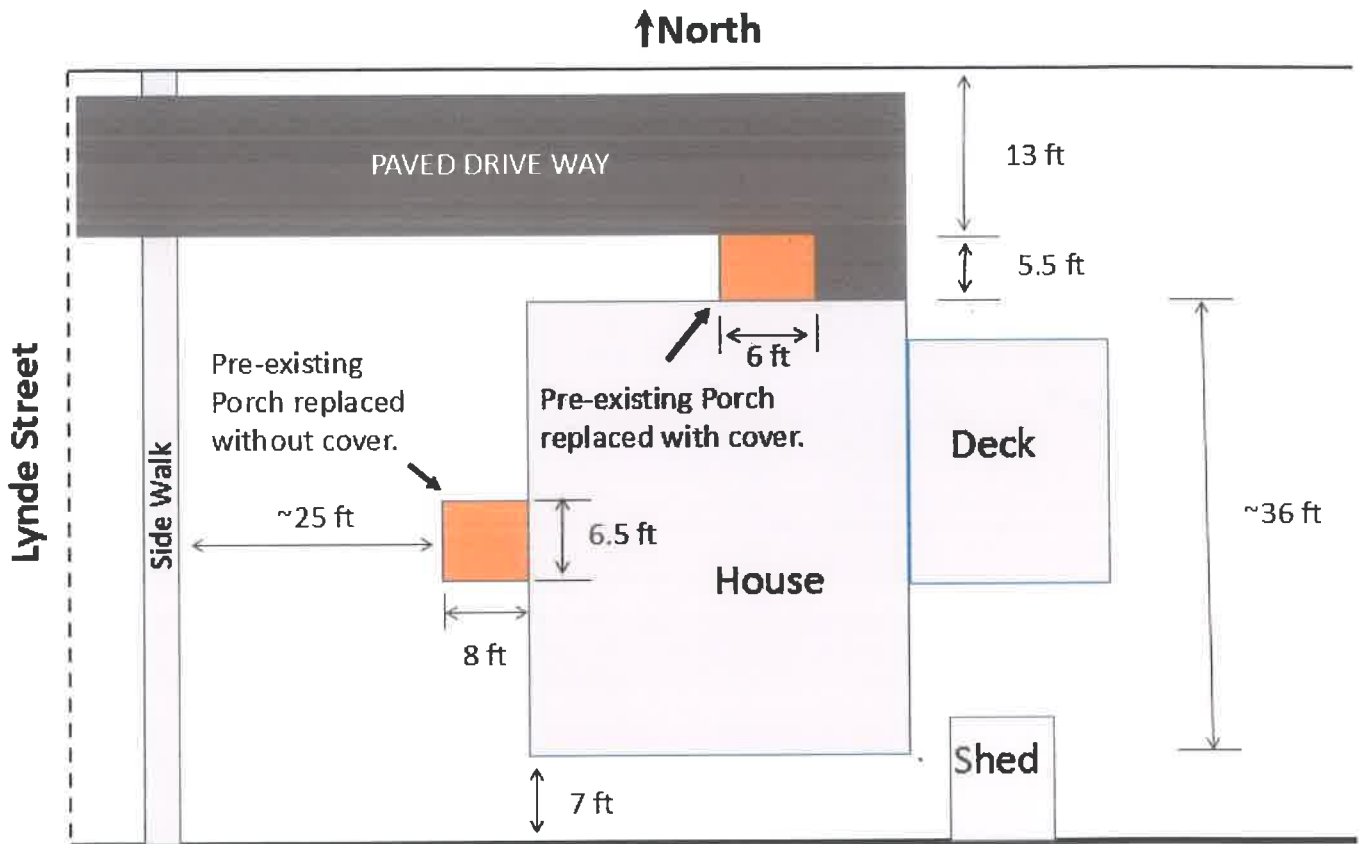 ↑North
PAVED DRIVE WAY
13 ft
5.5 ft
6 ft
Pre-existing
Porch replaced
without cover.
Pre-existing Porch
replaced with cover.
Deck
Lynde Street
Side Walk
~25 ft
6.5 ft
~36 ft
House
8 ft
Shed
7 ft